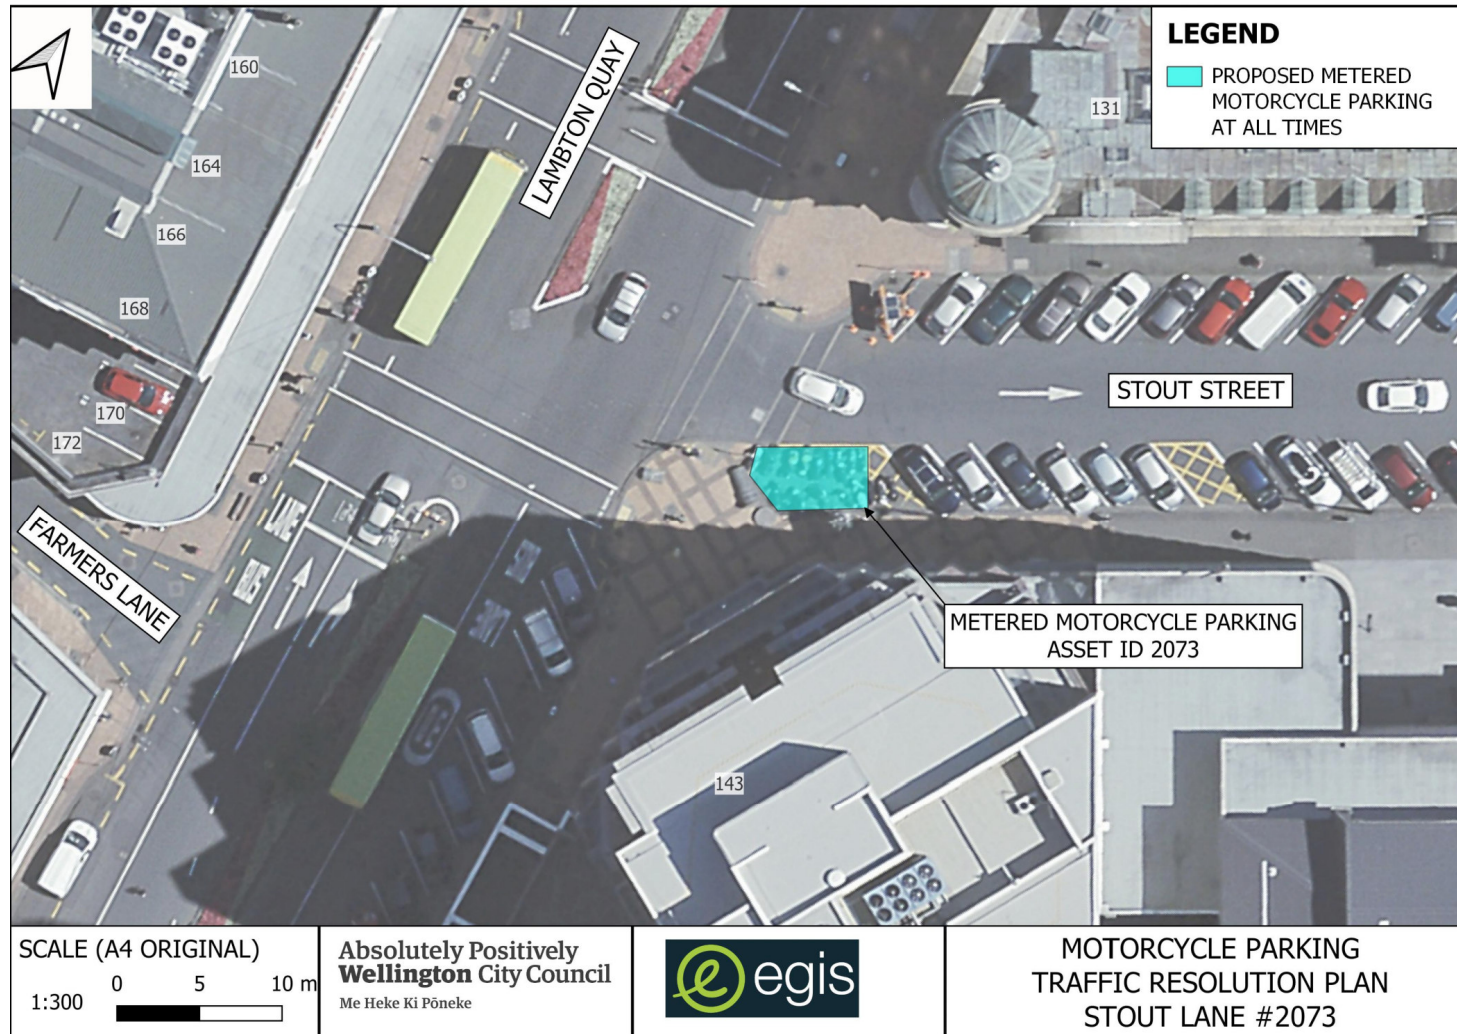 LEGEND
PROPOSED METERED
MOTORCYCLE PARKING
AT ALL TIMES
160
LAMBTON QUAY
131
164
166
168
170
172
STOUT STREET
FARMERS LANE
METERED MOTORCYCLE PARKING
ASSET ID 2073
143
SCALE (A4 ORIGINAL)
0 5 10 m
1:300
Absolutely Positively
Wellington City Council
Me Heke Ki Pōneke
e egis
MOTORCYCLE PARKING
TRAFFIC RESOLUTION PLAN
STOUT LANE #2073